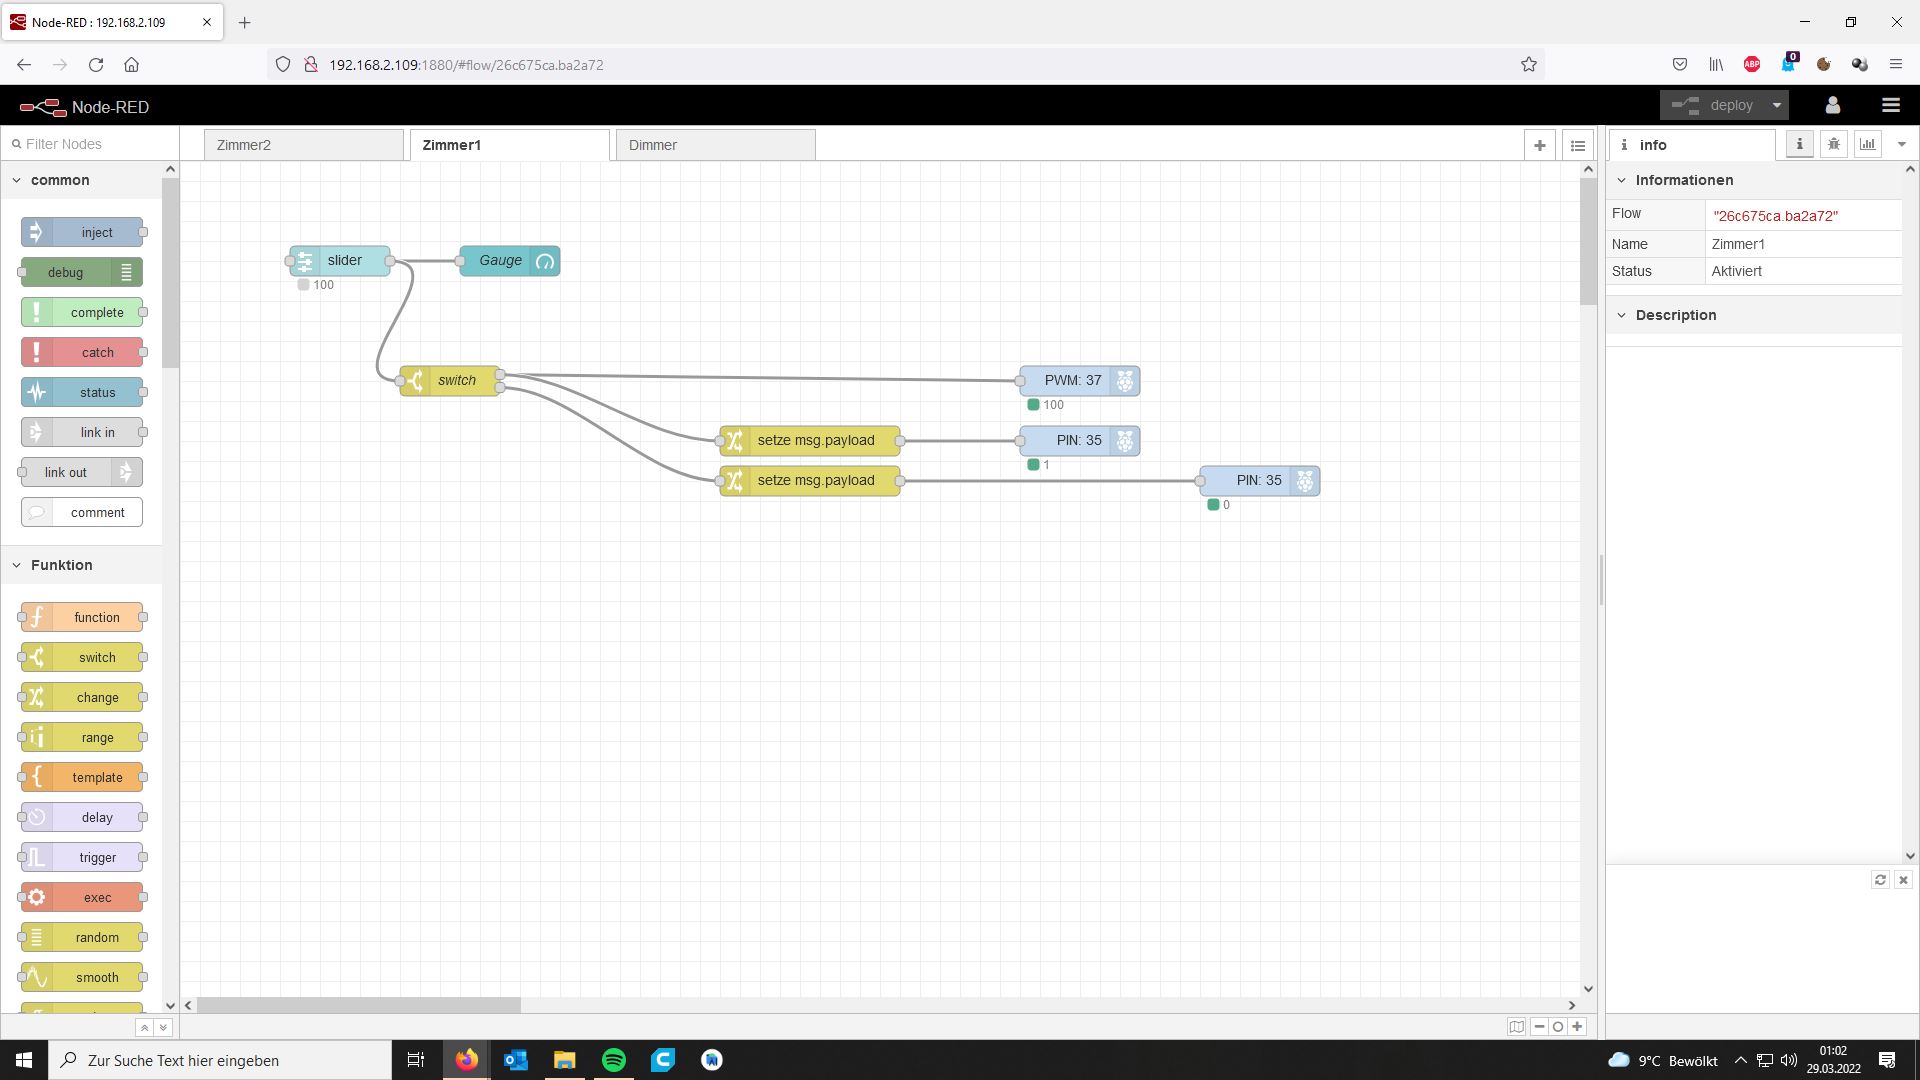 Node-RED : 192.168.2.109
192.168.2.109:1880/#flow/26c675ca.ba2a72
ABP
0
Node-RED
deploy
Filter Nodes
Zimmer2
Zimmer1
Dimmer
info
common
inject
debug
complete
catch
status
link in
link out
comment
Funktion
function
switch
change
range
template
delay
trigger
exec
random
smooth
slider
100
Gauge
switch
PWM: 37
100
setze msg.payload
PIN: 35
1
setze msg.payload
PIN: 35
0
Informationen
Flow
"26c675ca.ba2a72"
Name
Zimmer1
Status
Aktiviert
Description
Zur Suche Text hier eingeben
9°C Bewölkt
01:02
29.03.2022